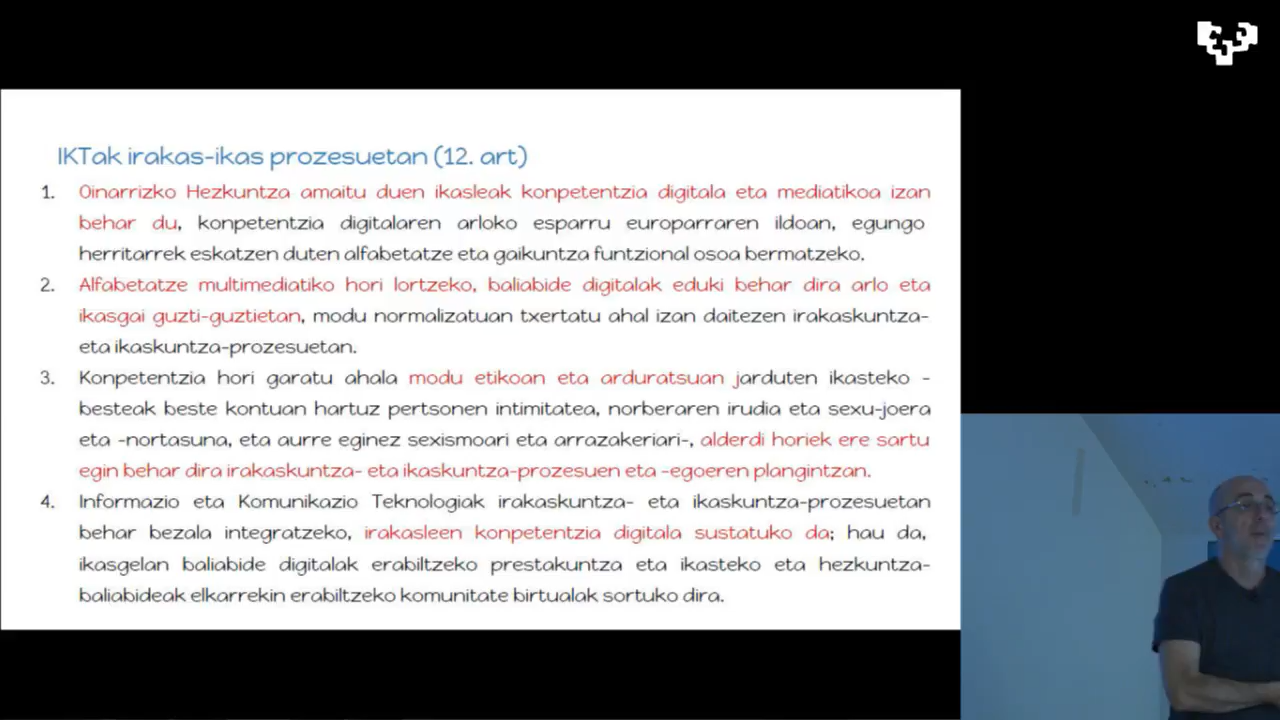 IKTak irakas-ikas prozesuetan (12. art)
1. Oinarrizko Hezkuntza amaitu duen ikasleak konpetentzia digitala eta mediatikoa izan
behar du, konpetentzia digitalaren arloko esparru europarraren ildoan, egungo
herritarrek eskatzen duten alfabetatze eta gaikuntza funtzional osoa bermatzeko.
2. Alfabetatze multimediatiko hori lortzeko, baliabide digitalak eduki behar dira arlo eta
ikasgai guzti-guztietan, modu normalizatuan txertatu ahal izan daitezen irakaskuntza-
eta ikaskuntza-prozesuetan.
3. Konpetentzia hori garatu ahala modu etikoan eta arduratsuan jarduten ikasteko -
besteak beste kontuan hartuz pertsonen intimitatea, norberaren irudia eta sexu-joera
eta -nortasuna, eta aurre eginez sexismoari eta arrazakeriari-, alderdi horiek ere sartu
egin behar dira irakaskuntza- eta ikaskuntza-prozesuen eta -egoeren plangintzan.
4. Informazio eta Komunikazio Teknologiak irakaskuntza- eta ikaskuntza-prozesuetan
behar bezala integratzeko, irakasleen konpetentzia digitala sustatuko da; hau da,
ikasgelan baliabide digitalak erabiltzeko prestakuntza eta ikasteko eta hezkuntza-
baliabideak elkarrekin erabiltzeko komunitate birtualak sortuko dira.